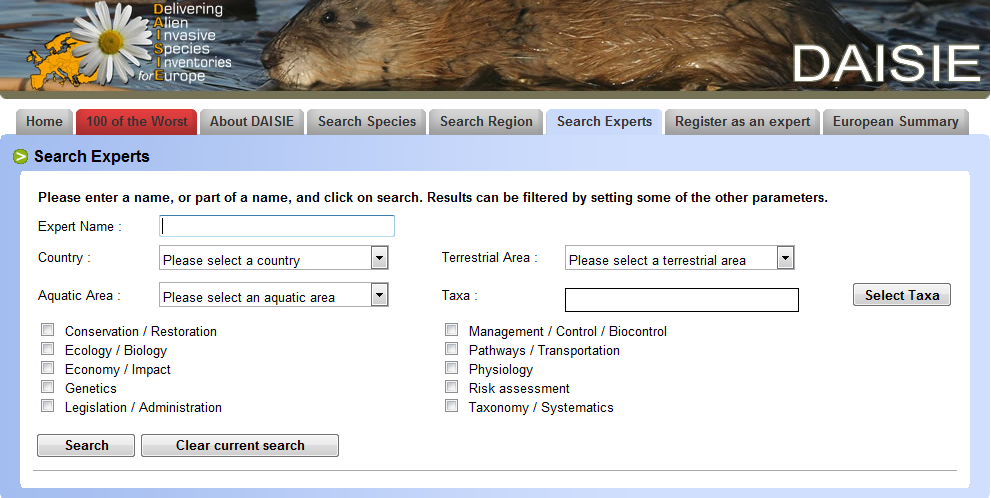 Delivering
Alien
Invasive
Species
Inventories
for Europe
DAISIE
Home
100 of the Worst
About DAISIE
Search Species
Search Region
Search Experts
Register as an expert
European Summary
Search Experts
Please enter a name, or part of a name, and click on search. Results can be filtered by setting some of the other parameters.
Expert Name :
Country : Please select a country
Terrestrial Area : Please select a terrestrial area
Aquatic Area : Please select an aquatic area
Taxa : Select Taxa
Conservation / Restoration
Management / Control / Biocontrol
Ecology / Biology
Pathways / Transportation
Economy / Impact
Physiology
Genetics
Risk assessment
Legislation / Administration
Taxonomy / Systematics
Search
Clear current search